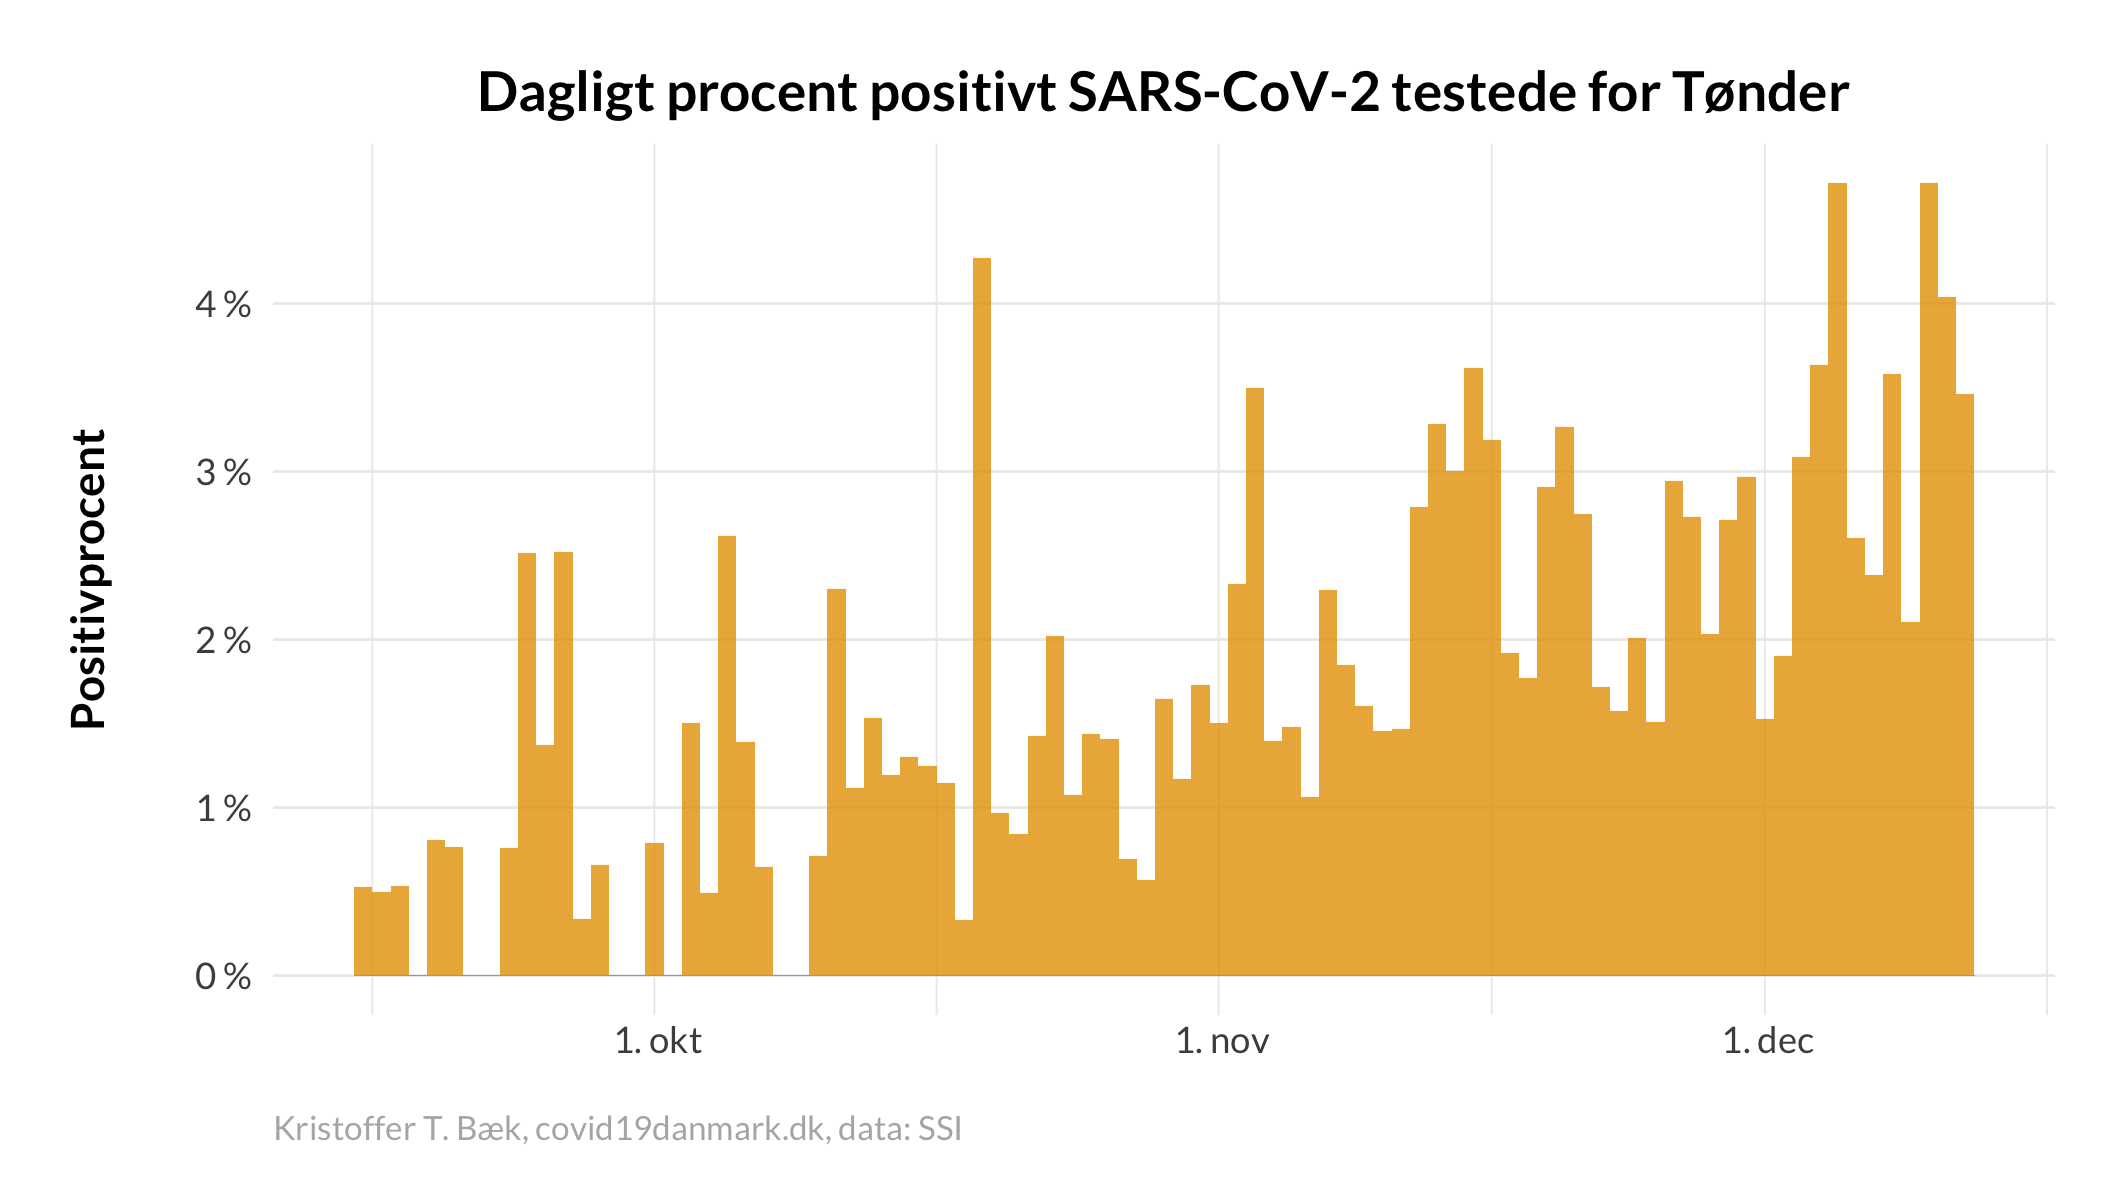 Dagligt procent positivt SARS-CoV-2 testede for Tønder
Positivprocent
4 %
3 %
2 %
1 %
0 %
1. okt
1. nov
1. dec
Kristoffer T. Bæk, covid19danmark.dk, data: SSI